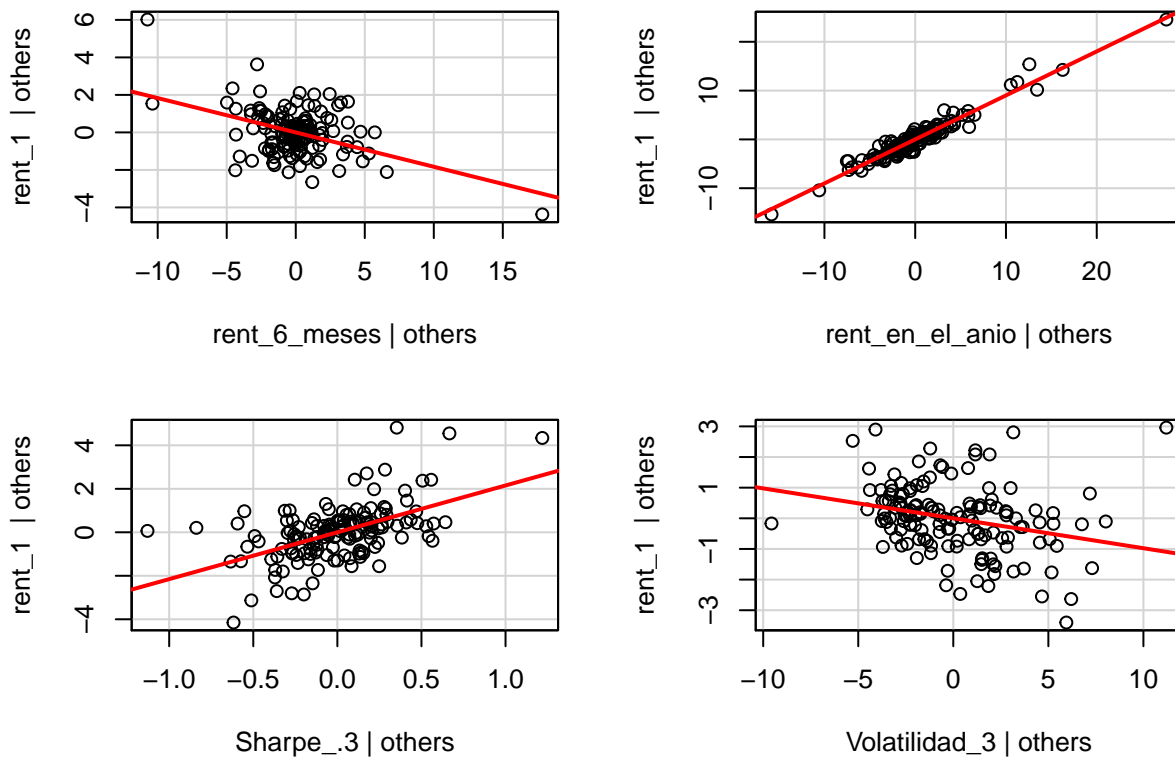 rent_1 | others
6
4
2
0
−4
−10 −5 0 5 10 15
rent_6_meses | others
rent_1 | others
10
−10
−10 0 10 20
rent_en_el_anio | others
rent_1 | others
4
2
0
−4
−1.0 −0.5 0.0 0.5 1.0
Sharpe_.3 | others
rent_1 | others
3
1
−1
−3
−10 −5 0 5 10
Volatilidad_3 | others